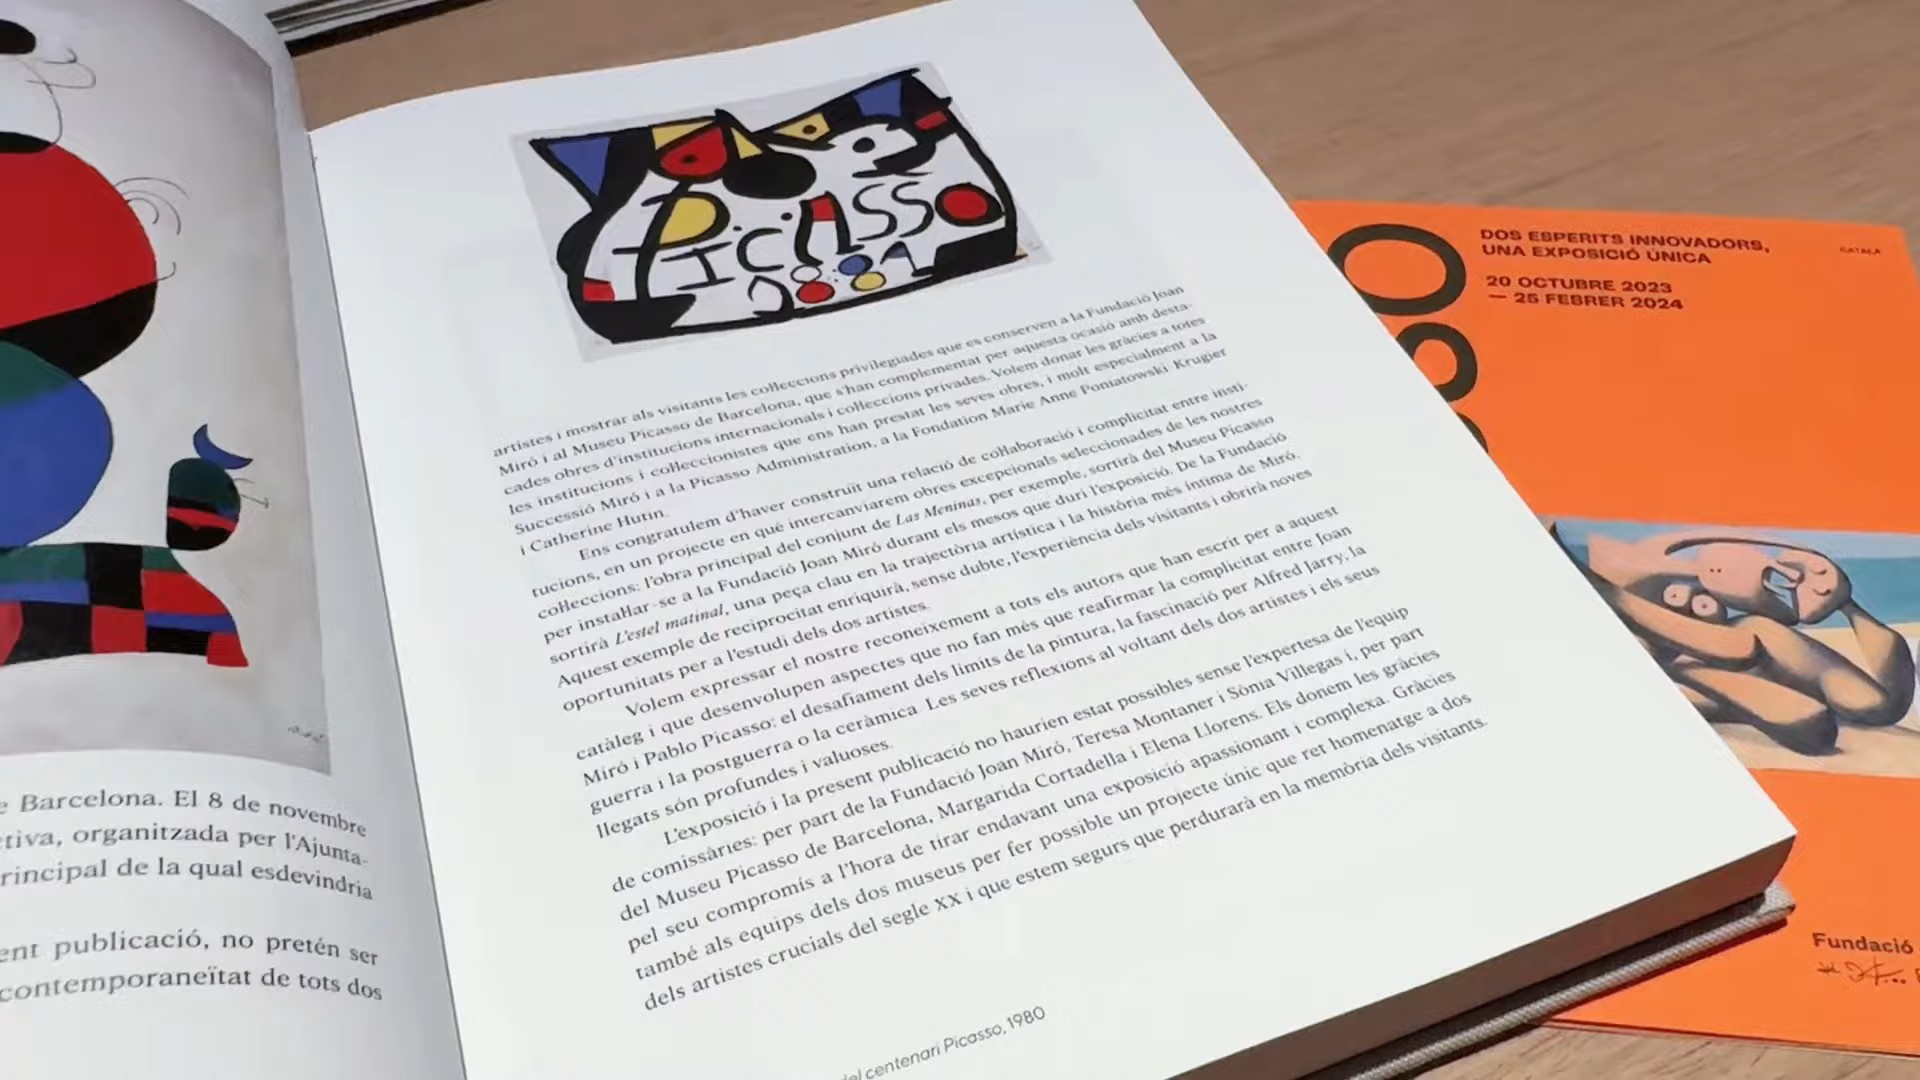 e Barcelona. El 8 de novembre
ctiva, organitzada per l'Ajunta-
rincipal de la qual esdevindria
ent publicació, no pretén ser
contemporaneïtat de tots dos
PICASSO
artistes i mostrar als visitants les col·leccions privilegiades que es conserven a la Fundació Joan
Miró i al Museu Picasso de Barcelona, que s'han complementat per aquesta ocasió amb desta-
cades obres d'institucions internacionals i col·leccions privades. Volem donar les gràcies a totes
les institucions i col·leccionistes que ens han prestat les seves obres, i molt especialment a la
Successió Miró i a la Picasso Administration, a la Fondation Marie Anne Poniatowski Krugier
i Catherine Hutin.
Ens congratulem d'haver construït una relació de col·laboració i complicitat entre insti-
tucions, en un projecte en què intercanviarem obres excepcionals seleccionades de les nostres
col·leccions: l'obra principal del conjunt de Las Meninas, per exemple, sortirà del Museu Picasso
per instal·lar-se a la Fundació Joan Miró durant els mesos que duri l'exposició. De la Fundació
sortirà L'estel matinal, una peça clau en la trajectòria artística i la història més íntima de Miró.
Aquest exemple de reciprocitat enriquirà, sense dubte, l'experiència dels visitants i obrirà noves
oportunitats per a l'estudi dels dos artistes.
Volem expressar el nostre reconeixement a tots els autors que han escrit per a aquest
catàleg i que desenvolupen aspectes que no fan més que reafirmar la complicitat entre Joan
Miró i Pablo Picasso: el desafiament dels límits de la pintura, la fascinació per Alfred Jarry, la
guerra i la postguerra o la ceràmica. Les seves reflexions al voltant dels dos artistes i els seus
llegats són profundes i valuoses.
L'exposició i la present publicació no haurien estat possibles sense l'expertesa de l'equip
de comissàries: per part de la Fundació Joan Miró, Teresa Montaner i Sònia Villegas i, per part
del Museu Picasso de Barcelona, Margarida Cortadella i Elena Llorens. Els donem les gràcies
pel seu compromís a l'hora de tirar endavant una exposició apassionant i complexa. Gràcies
també als equips dels dos museus per fer possible un projecte únic que ret homenatge a dos
dels artistes crucials del segle XX i que estem segurs que perdurarà en la memòria dels visitants.
del centenari Picasso, 1980
DOS ESPERITS INNOVADORS,
UNA EXPOSICIÓ ÚNICA
CATALÀ
20 OCTUBRE 2023
— 25 FEBRER 2024
Fundació